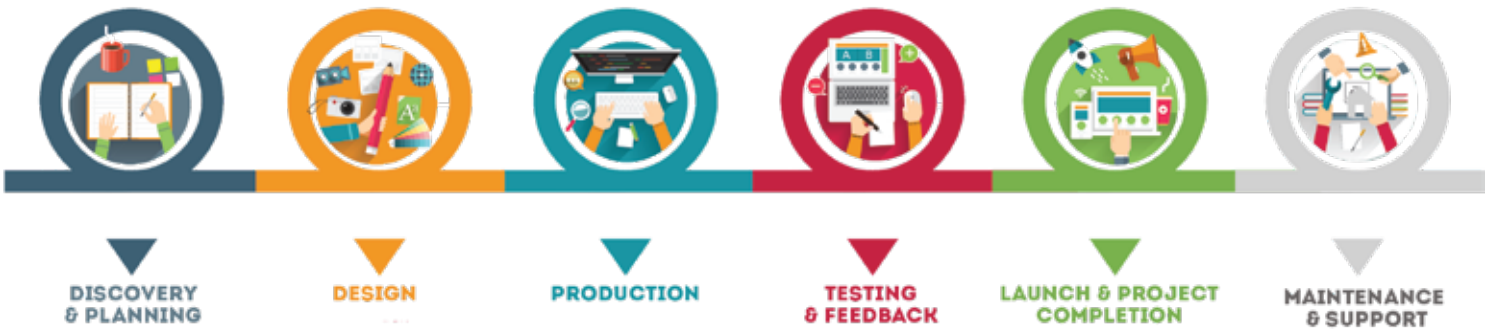 DISCOVERY
& PLANNING
DESIGN
PRODUCTION
TESTING
& FEEDBACK
LAUNCH & PROJECT
COMPLETION
MAINTENANCE
& SUPPORT
A B
A